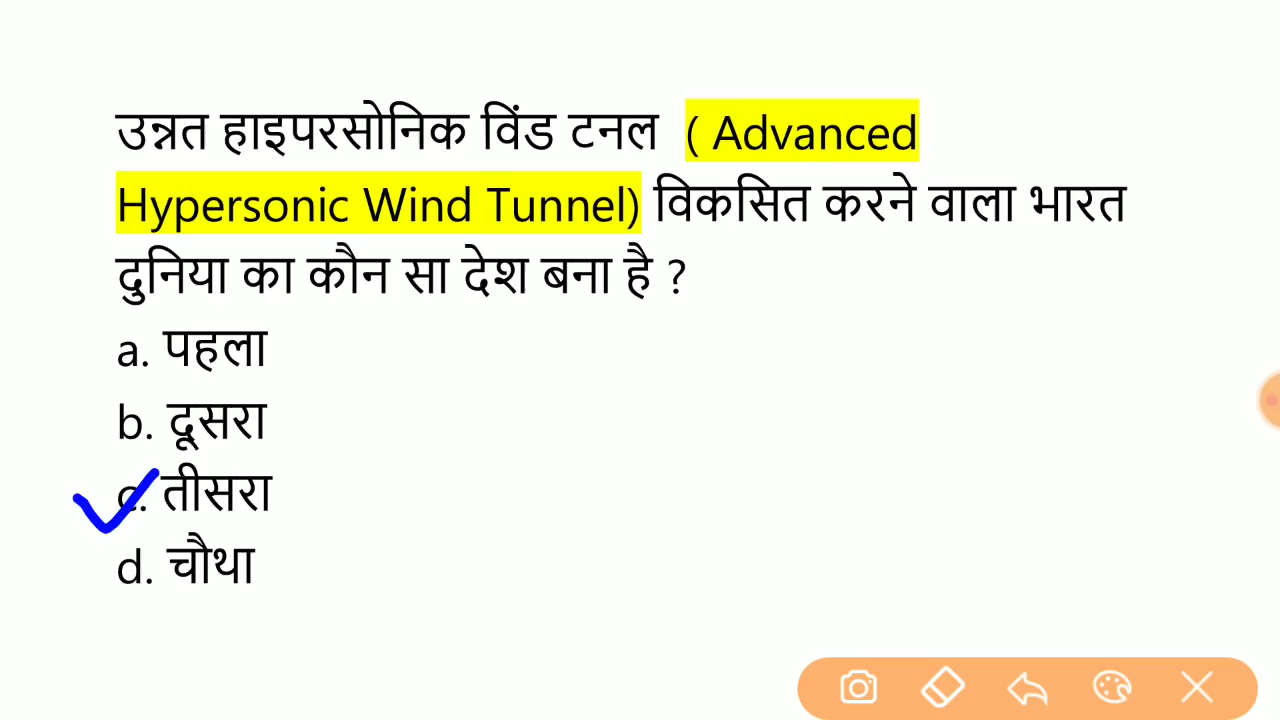 उन्नत हाइपरसोनिक विंड टनल ( Advanced
Hypersonic Wind Tunnel) विकसित करने वाला भारत
दुनिया का कौन सा देश बना है ?
a. पहला
b. दूसरा
c. तीसरा
d. चौथा